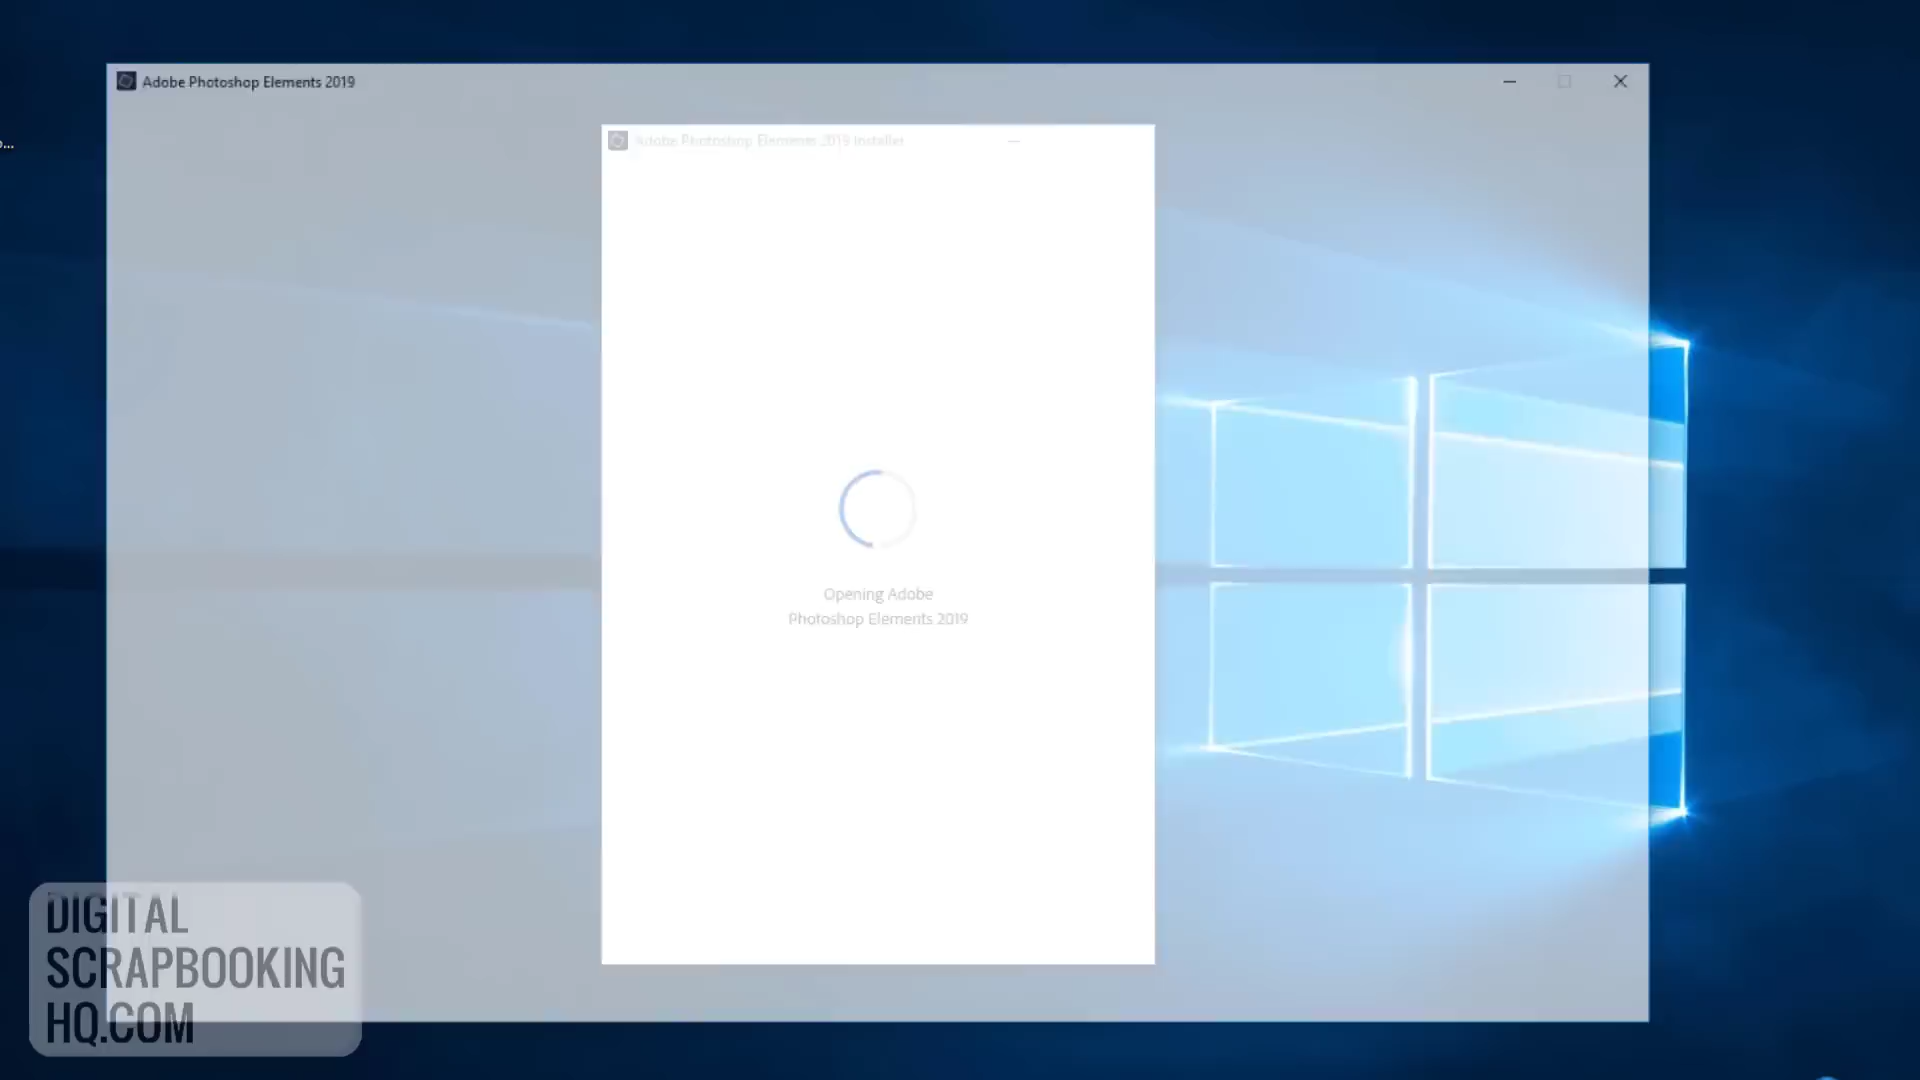 Adobe Photoshop Elements 2019
Adobe Photoshop Elements 2019 Installer
Opening Adobe
Photoshop Elements 2019
DIGITAL
SCRAPBOOKING
HQ.COM